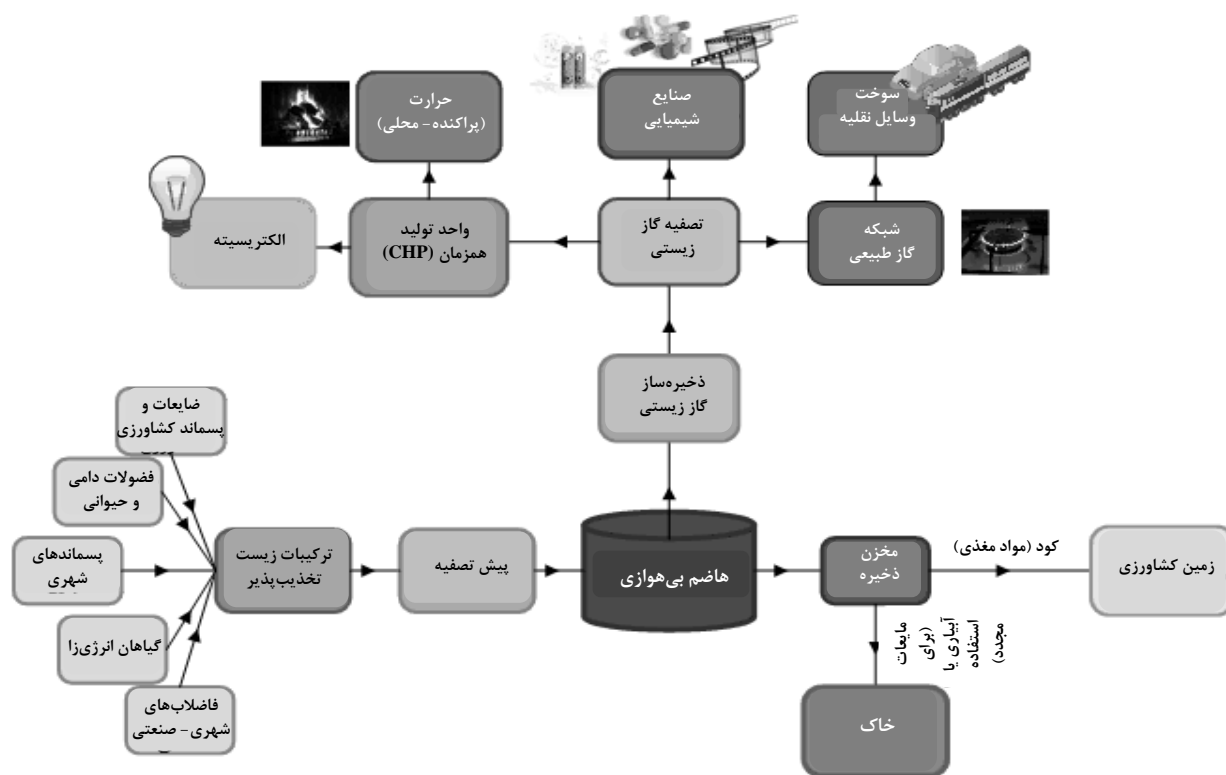 حرارت
(پراکنده- محلی)
صنایع
شیمیایی
سوخت
وسایل نقلیه
الکتریسیته
واحد تولید
همزمان (CHP)
تصفیه گاز
زیستی
شبکه
گاز طبیعی
ذخیره‌ساز
گاز زیستی
ضایعات و
پسماند کشاورزی
فضولات دامی
و حیوانی
پسماندهای
شهری
گیاهان انرژی‌زا
فاضلاب‌های
شهری- صنعتی
ترکیبات زیست
تخذیب‌پذیر
پیش تصفیه
هاضم بی‌هوازی
مخزن
ذخیره
کود (مواد مغذی)
زمین کشاورزی
مایعات
(برای
آبیاری یا
استفاده
مجدد)
خاک